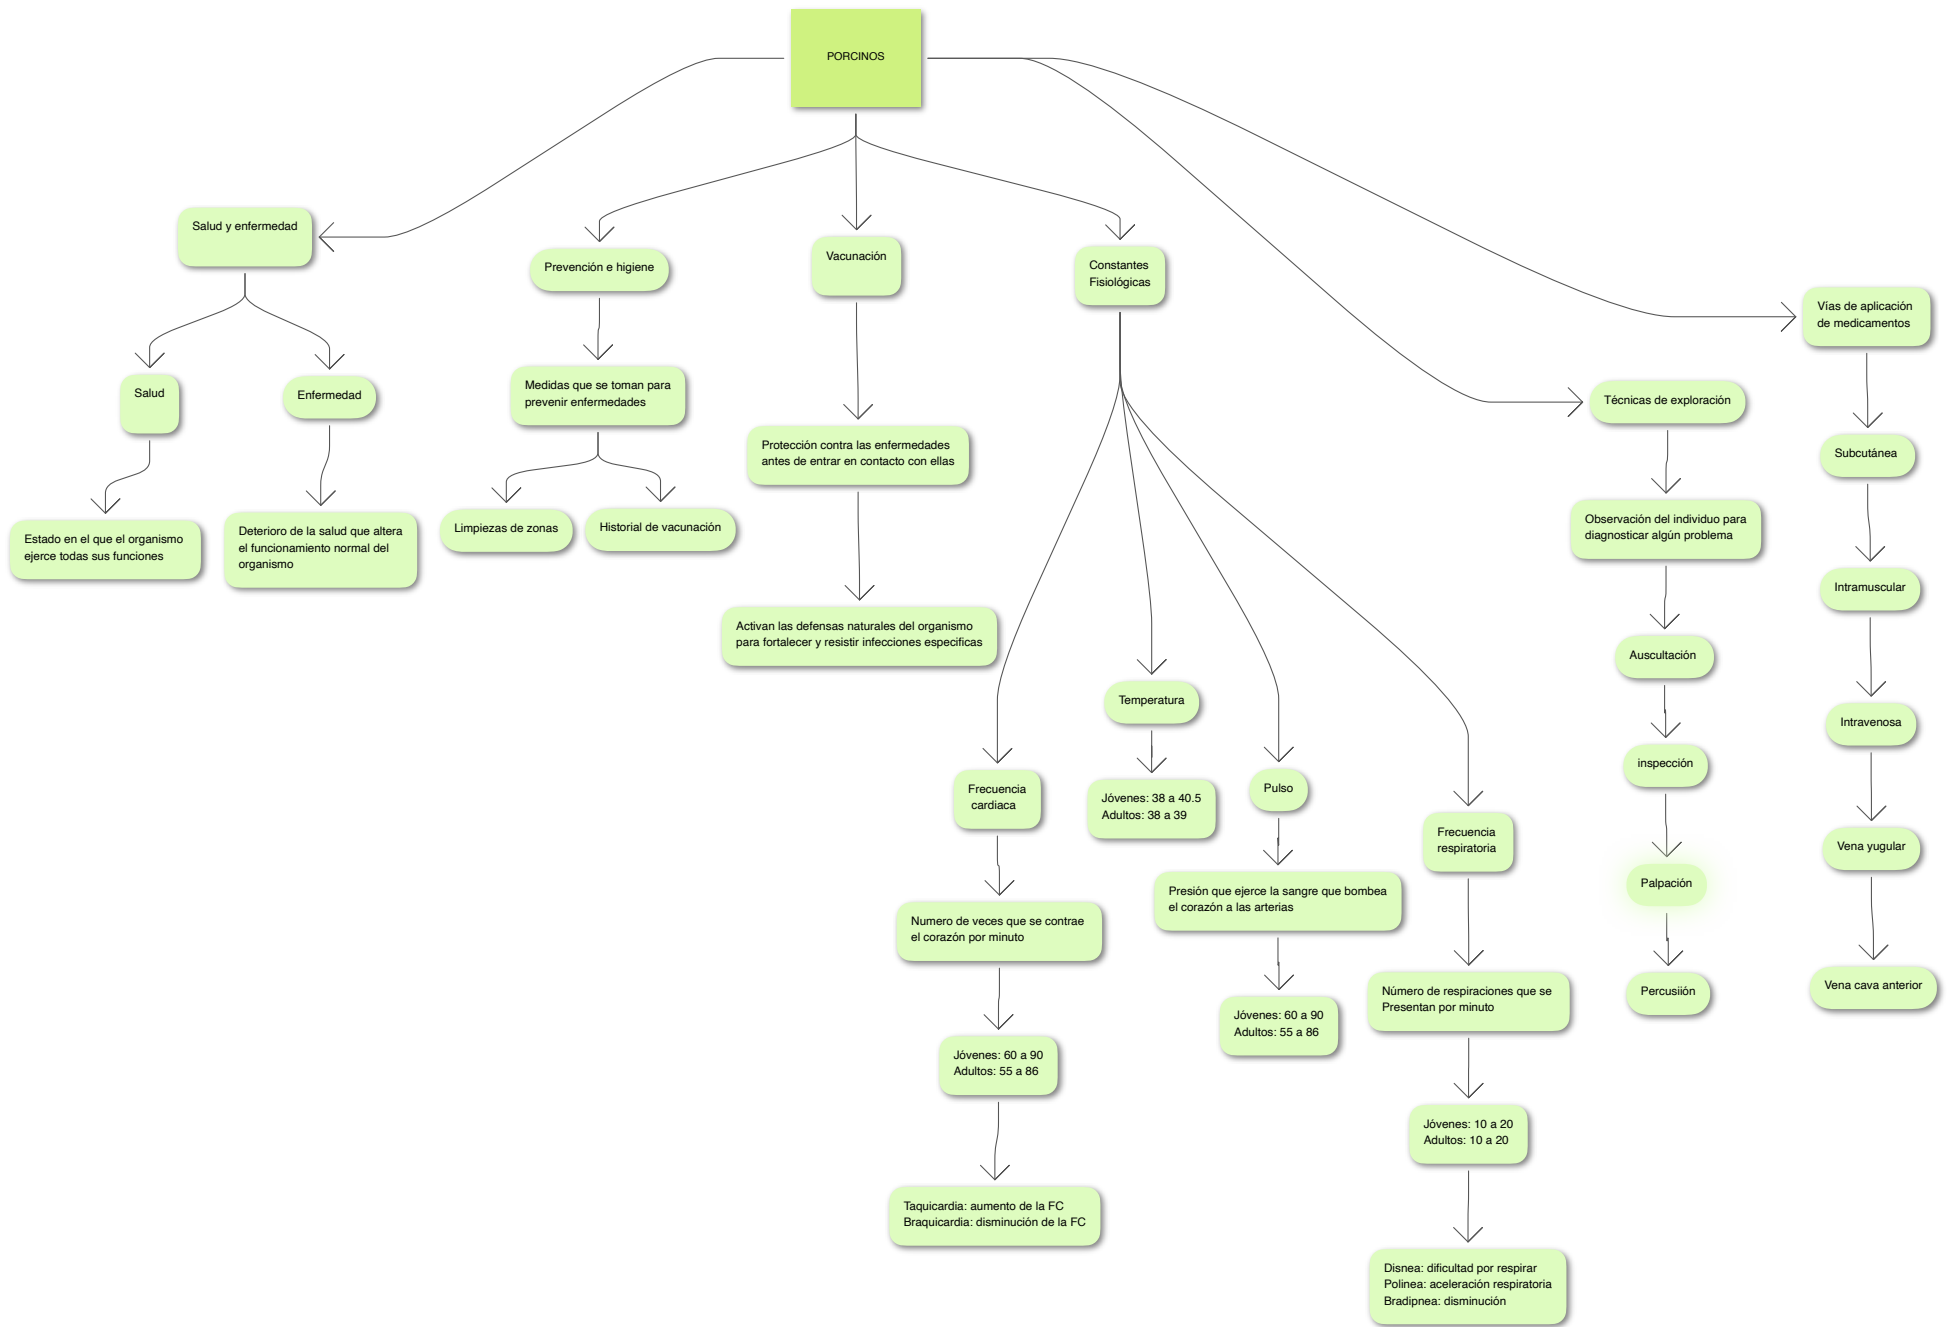 PORCINOS
Salud y enfermedad
Salud
Estado en el que el organismo
ejerce todas sus funciones
Enfermedad
Deterioro de la salud que altera
el funcionamiento normal del
organismo
Prevención e higiene
Medidas que se toman para
prevenir enfermedades
Limpiezas de zonas
Historial de vacunación
Vacunación
Protección contra las enfermedades
antes de entrar en contacto con ellas
Activan las defensas naturales del organismo
para fortalecer y resistir infecciones especificas
Constantes
Fisiológicas
Frecuencia
cardiaca
Numero de veces que se contrae
el corazón por minuto
Jóvenes: 60 a 90
Adultos: 55 a 86
Taquicardia: aumento de la FC
Braquicardia: disminución de la FC
Temperatura
Jóvenes: 38 a 40.5
Adultos: 38 a 39
Pulso
Presión que ejerce la sangre que bombea
el corazón a las arterias
Jóvenes: 60 a 90
Adultos: 55 a 86
Frecuencia
respiratoria
Número de respiraciones que se
Presentan por minuto
Jóvenes: 10 a 20
Adultos: 10 a 20
Disnea: dificultad por respirar
Polinea: aceleración respiratoria
Bradipnea: disminución
Técnicas de exploración
Observación del individuo para
diagnosticar algún problema
Auscultación
inspección
Palpación
Percusiión
Vías de aplicación
de medicamentos
Subcutánea
Intramuscular
Intravenosa
Vena yugular
Vena cava anterior